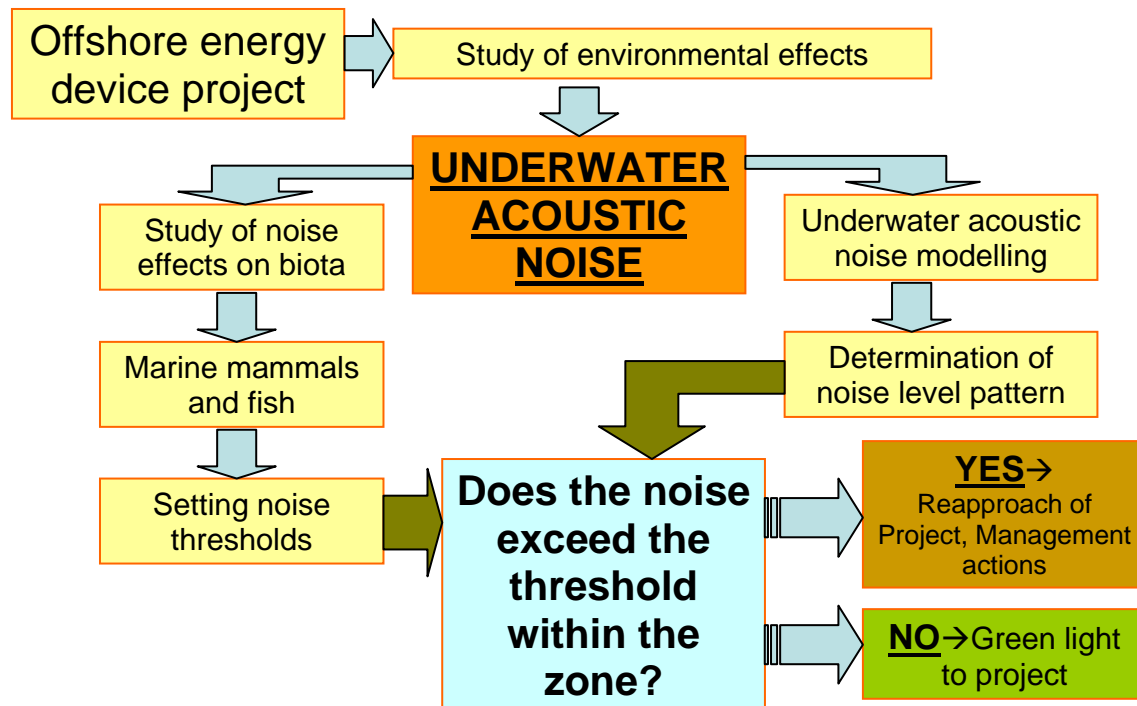 Offshore energy
device project
Study of environmental effects
UNDERWATER
ACOUSTIC
NOISE
Study of noise
effects on biota
Marine mammals
and fish
Setting noise
thresholds
Underwater acoustic
noise modelling
Determination of
noise level pattern
Does the noise
exceed the
threshold
within the
zone?
YES→
Reapproach of
Project, Management
actions
NO→Green light
to project